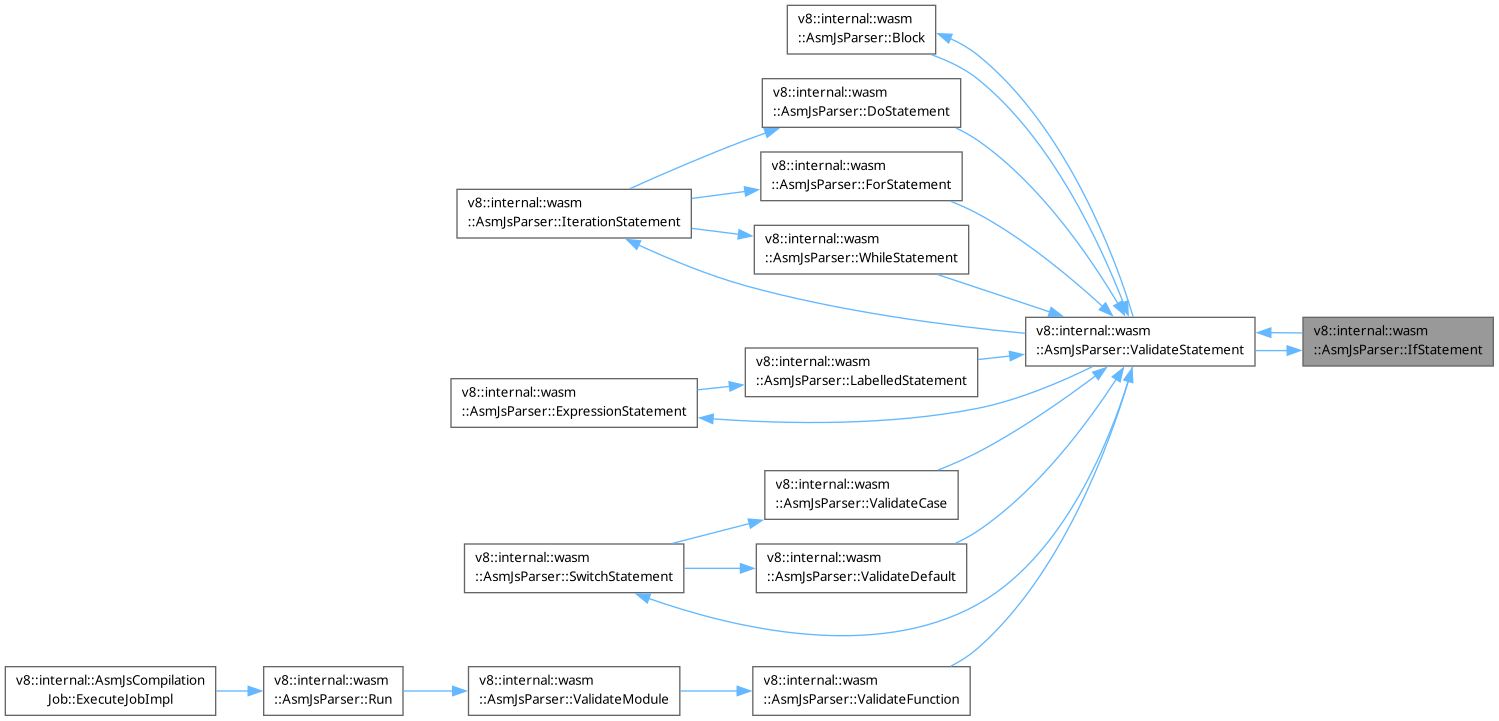 v8::internal::wasm
::AsmJsParser::Block
v8::internal::wasm
::AsmJsParser::DoStatement
v8::internal::wasm
::AsmJsParser::ForStatement
v8::internal::wasm
::AsmJsParser::IterationStatement
v8::internal::wasm
::AsmJsParser::WhileStatement
v8::internal::wasm
::AsmJsParser::ValidateStatement
v8::internal::wasm
::AsmJsParser::IfStatement
v8::internal::wasm
::AsmJsParser::LabelledStatement
v8::internal::wasm
::AsmJsParser::ExpressionStatement
v8::internal::wasm
::AsmJsParser::ValidateCase
v8::internal::wasm
::AsmJsParser::SwitchStatement
v8::internal::wasm
::AsmJsParser::ValidateDefault
v8::internal::AsmJsCompilation
Job::ExecuteJobImpl
v8::internal::wasm
::AsmJsParser::Run
v8::internal::wasm
::AsmJsParser::ValidateModule
v8::internal::wasm
::AsmJsParser::ValidateFunction